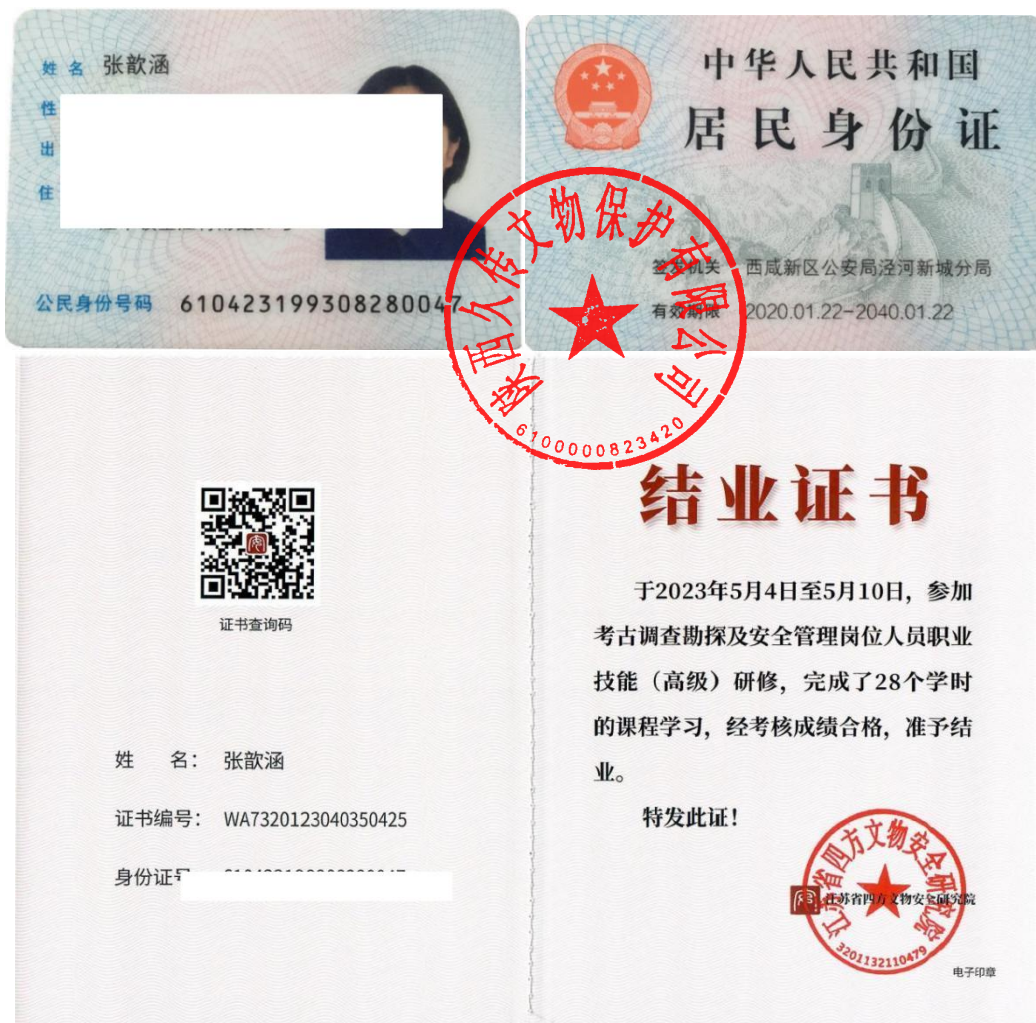 姓 名 张歆涵
性
出
住
公民身份号码 610423199308280047
中华人民共和国
居民身份证
签发机关 西咸新区公安局泾河新城分局
有效期限 2020.01.22-2040.01.22
陕西久传文物保护有限公司
6100000823420
证书查询码
姓 名： 张歆涵
证书编号： WA7320123040350425
身份证号
结业证书
于2023年5月4日至5月10日，参加
考古调查勘探及安全管理岗位人员职业
技能（高级）研修，完成了28个学时
的课程学习，经考核成绩合格，准予结
业。
特发此证！
江苏省四方文物安全研究院
江苏省四方文物安全研究院
3201132110479
电子印章